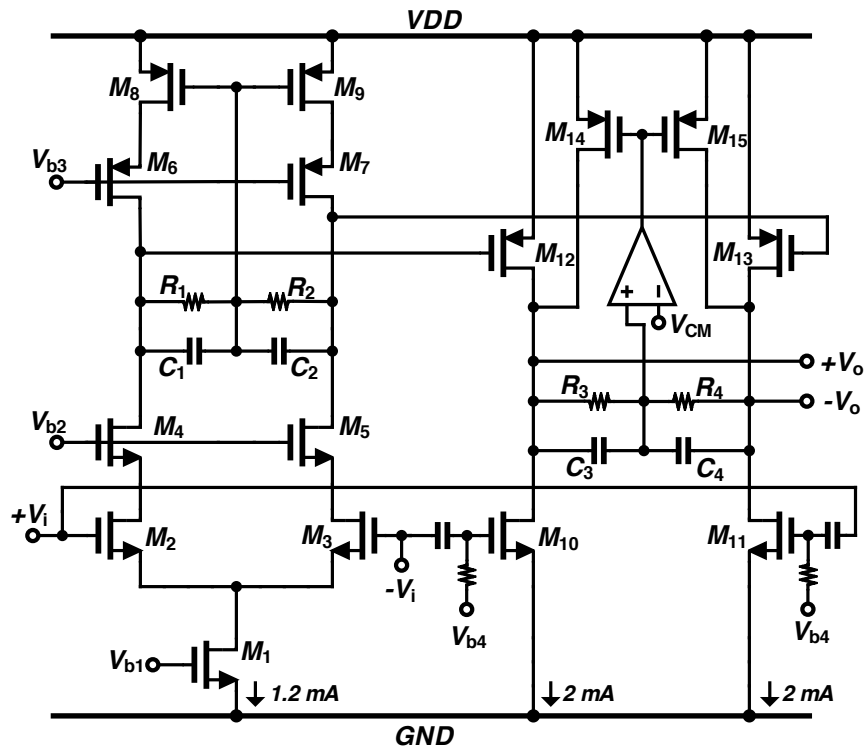 VDD
M8
M9
M14
M15
Vb3
M6
M7
M12
M13
R1
R2
+
–
VCM
C1
C2
+Vo
R3
R4
-Vo
Vb2
M4
M5
C3
C4
+Vi
M2
M3
M10
M11
-Vi
Vb4
Vb4
Vb1
M1
1.2 mA
2 mA
2 mA
GND